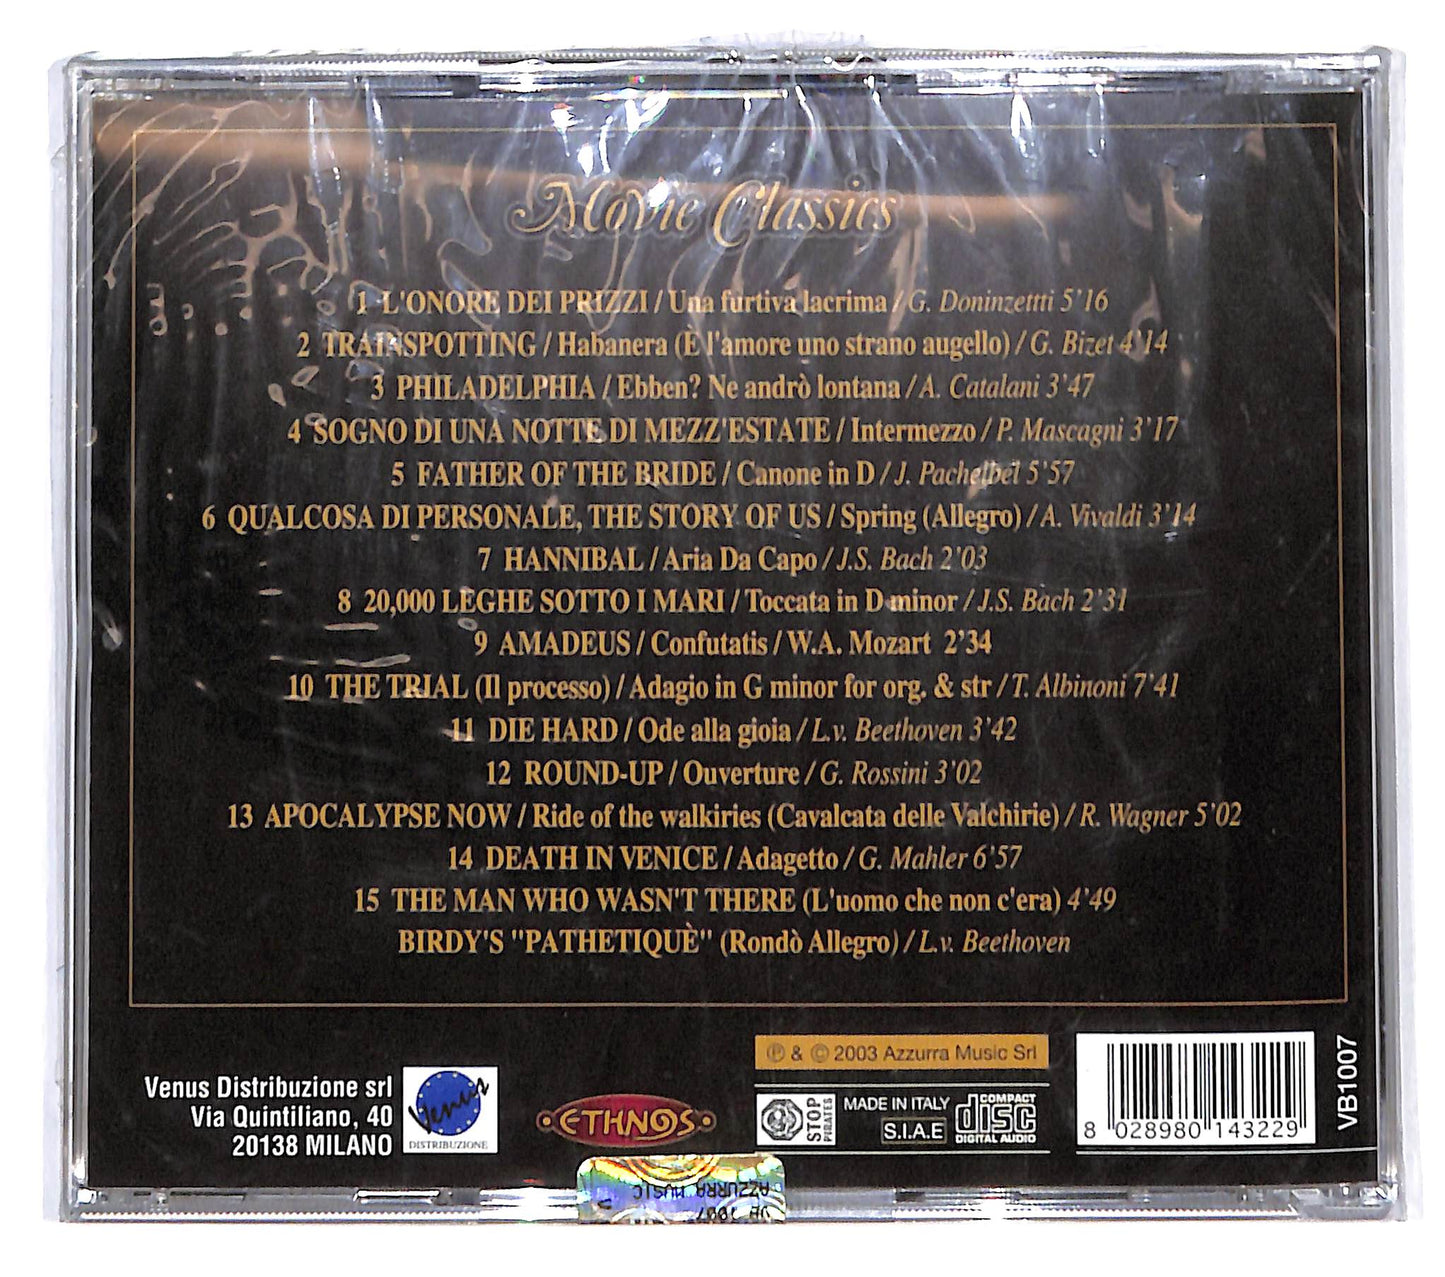 Movie Classics
1 L'ONORE DEI PRIZZI / Una furtiva lacrima / G. Doninzettti 5'16
2 TRAINSPOTTING / Habanera (È l'amore uno strano augello) / G. Bizet 4'14
3 PHILADELPHIA / Ebben? Ne andrò lontana / A. Catalani 3'47
4 SOGNO DI UNA NOTTE DI MEZZ'ESTATE / Intermezzo / P. Mascagni 3'17
5 FATHER OF THE BRIDE / Canone in D / J. Pachelbel 5'57
6 QUALCOSA DI PERSONALE, THE STORY OF US / Spring (Allegro) / A. Vivaldi 3'14
7 HANNIBAL / Aria Da Capo / J.S. Bach 2'03
8 20,000 LEGHE SOTTO I MARI / Toccata in D minor / J.S. Bach 2'31
9 AMADEUS / Confutatis / W.A. Mozart 2'34
10 THE TRIAL (Il processo) / Adagio in G minor for org. & str / T. Albinoni 7'41
11 DIE HARD / Ode alla gioia / L.v. Beethoven 3'42
12 ROUND-UP / Ouverture / G. Rossini 3'02
13 APOCALYPSE NOW / Ride of the walkiries (Cavalcata delle Valchirie) / R. Wagner 5'02
14 DEATH IN VENICE / Adagetto / G. Mahler 6'57
15 THE MAN WHO WASN'T THERE (L'uomo che non c'era) 4'49
BIRDY'S "PATHETIQUÈ" (Rondò Allegro) / L.v. Beethoven
Venus Distribuzione srl
Via Quintiliano, 40
20138 MILANO
Venus
DISTRIBUZIONE
ETHNOS
℗ & © 2003 Azzurra Music Srl
STOP
PIRATES
MADE IN ITALY
S.I.A.E
COMPACT
disc
DIGITAL AUDIO
8 028980 143229
VB1007
AZZURRA MUSIC
VB 1007